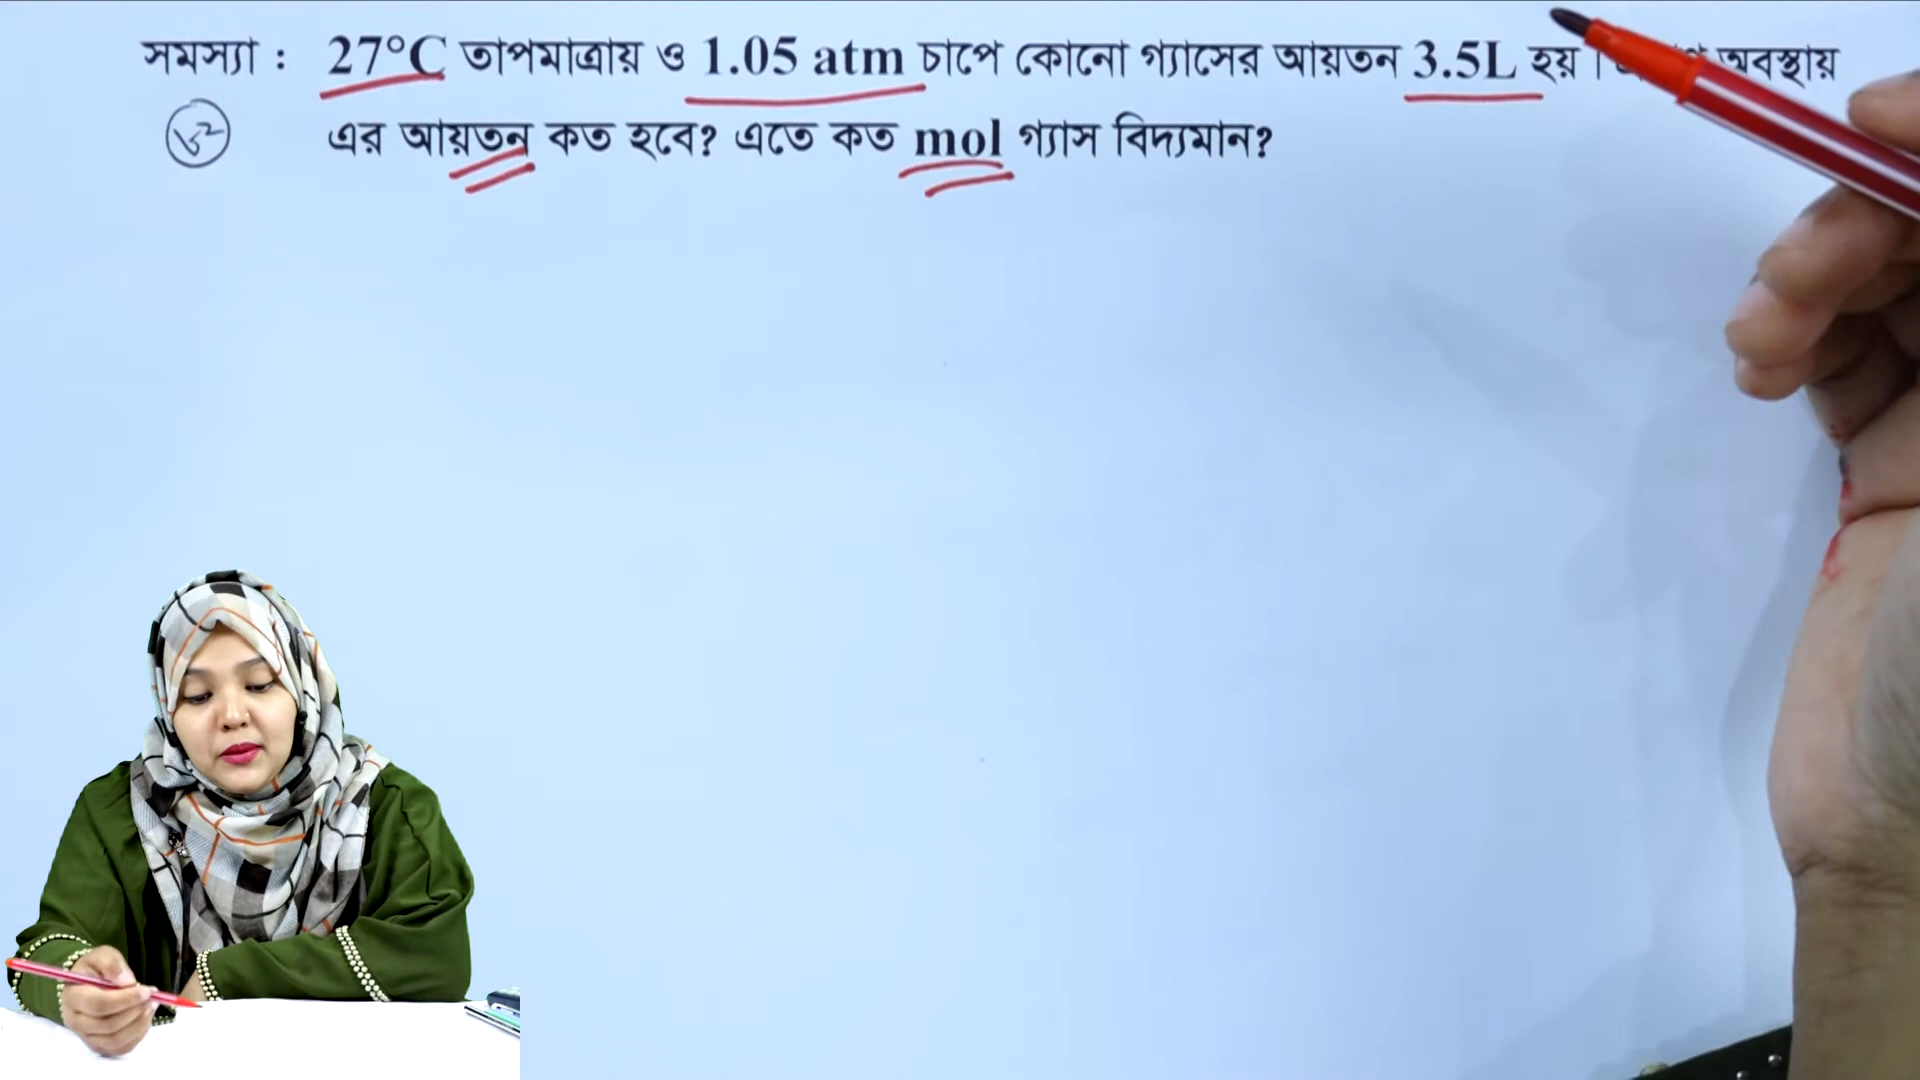 সমস্যা : 27°C তাপমাত্রায় ও 1.05 atm চাপে কোনো গ্যাসের আয়তন 3.5L হয় । অবস্থায়
এর আয়তন কত হবে? এতে কত mol গ্যাস বিদ্যমান?